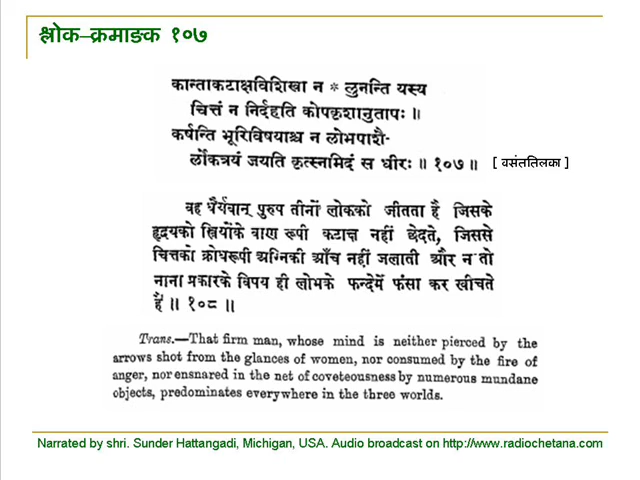 श्लोक–क्रमाङ्क १०७
कान्ताकटाक्षविशिखा न * लुनन्ति यस्य
चित्तं न निर्दहति कोपकृशानुतापः ॥
कर्षन्ति भूरिविषयाश्च न लोभपाशै-
र्लोकत्रयं जयति कृत्स्नमिदं स धीरः ॥ १०७ ॥ [ वसंततिलका ]
वह धैर्यवान् पुरुष तीनों लोकको जीतता है जिसके
हृदयको स्त्रियोंके बाण रूपी कटाक्ष नहीं छेदते, जिससे
चित्तको क्रोधरूपी अग्निकी आँच नहीं जलाती और न तो
नाना प्रकारके विषय ही लोभके फन्देमें फंसा कर खींचते
हैं ॥ १०८ ॥
Trans.—That firm man, whose mind is neither pierced by the
arrows shot from the glances of women, nor consumed by the fire of
anger, nor ensnared in the net of coveteousness by numerous mundane
objects, predominates everywhere in the three worlds.
Narrated by shri. Sunder Hattangadi, Michigan, USA. Audio broadcast on http://www.radiochetana.com